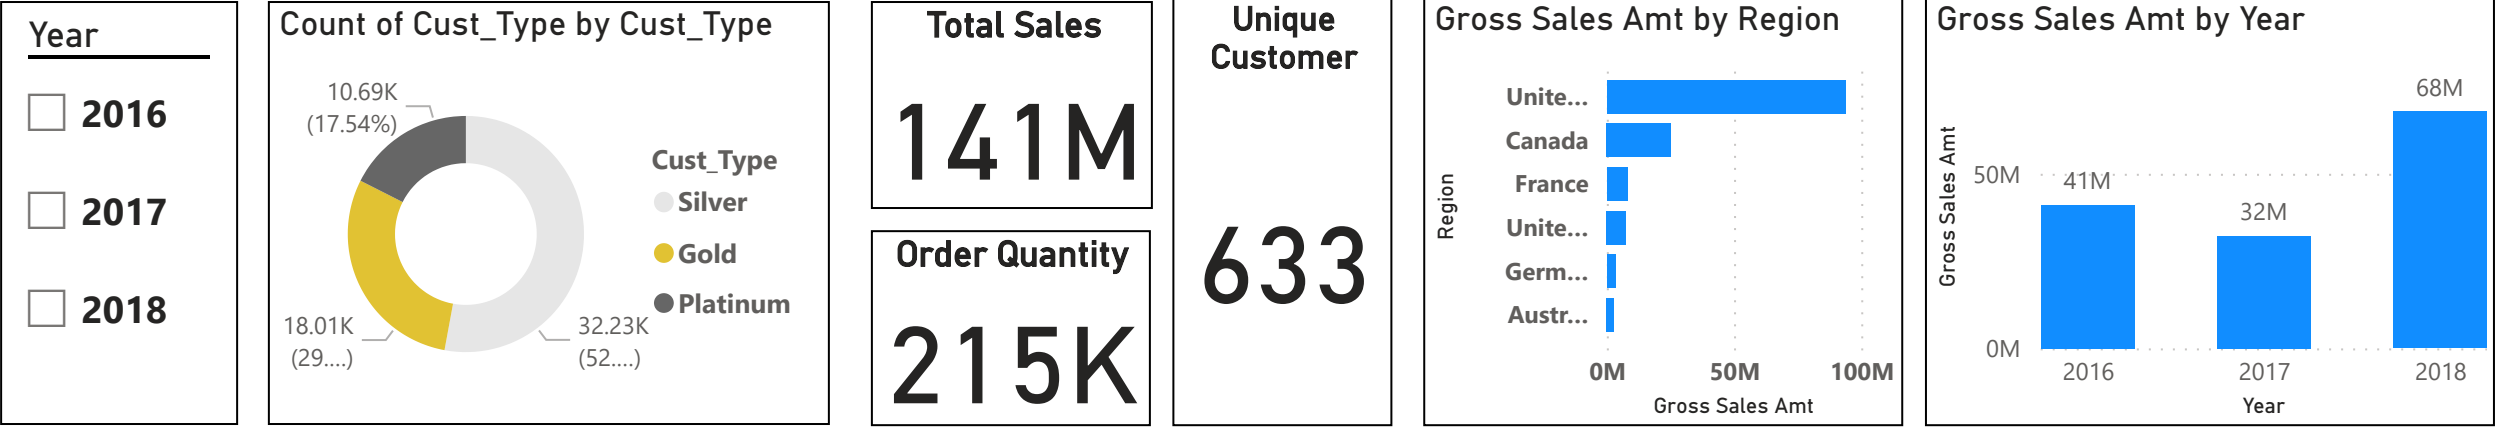 Year
2016
2017
2018
Count of Cust_Type by Cust_Type
10.69K
(17.54%)
18.01K
(29....)
32.23K
(52....)
Cust_Type
Silver
Gold
Platinum
Total Sales
141M
Order Quantity
215K
Unique
Customer
633
Gross Sales Amt by Region
Region
Unite...
Canada
France
Unite...
Germ...
Austr...
0M 50M 100M
Gross Sales Amt
Gross Sales Amt by Year
Gross Sales Amt
50M
0M
41M
32M
68M
2016 2017 2018
Year